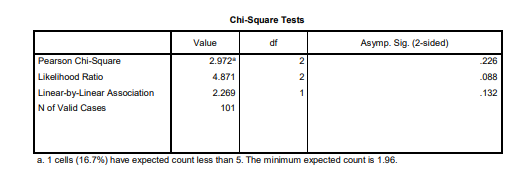 Chi-Square Tests
Value df Asymp. Sig. (2-sided)
Pearson Chi-Square 2.972a 2 .226
Likelihood Ratio 4.871 2 .088
Linear-by-Linear Association 2.269 1 .132
N of Valid Cases 101
a. 1 cells (16.7%) have expected count less than 5. The minimum expected count is 1.96.